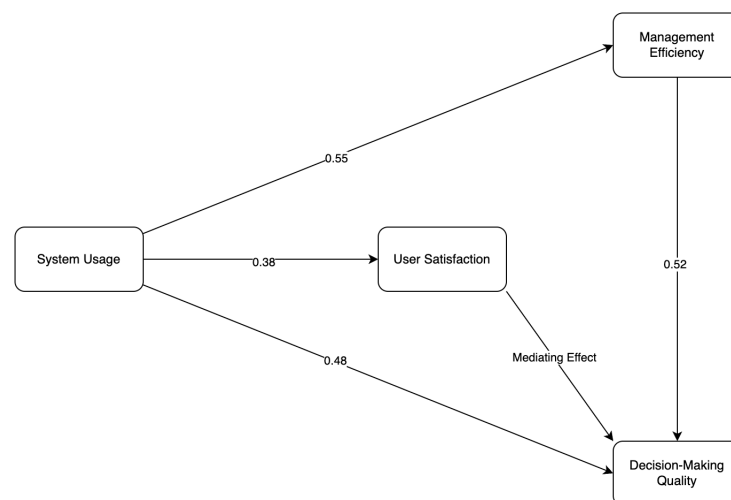 Management
Efficiency
0.55
System Usage
0.38
User Satisfaction
0.52
0.48
Mediating Effect
Decision-Making
Quality